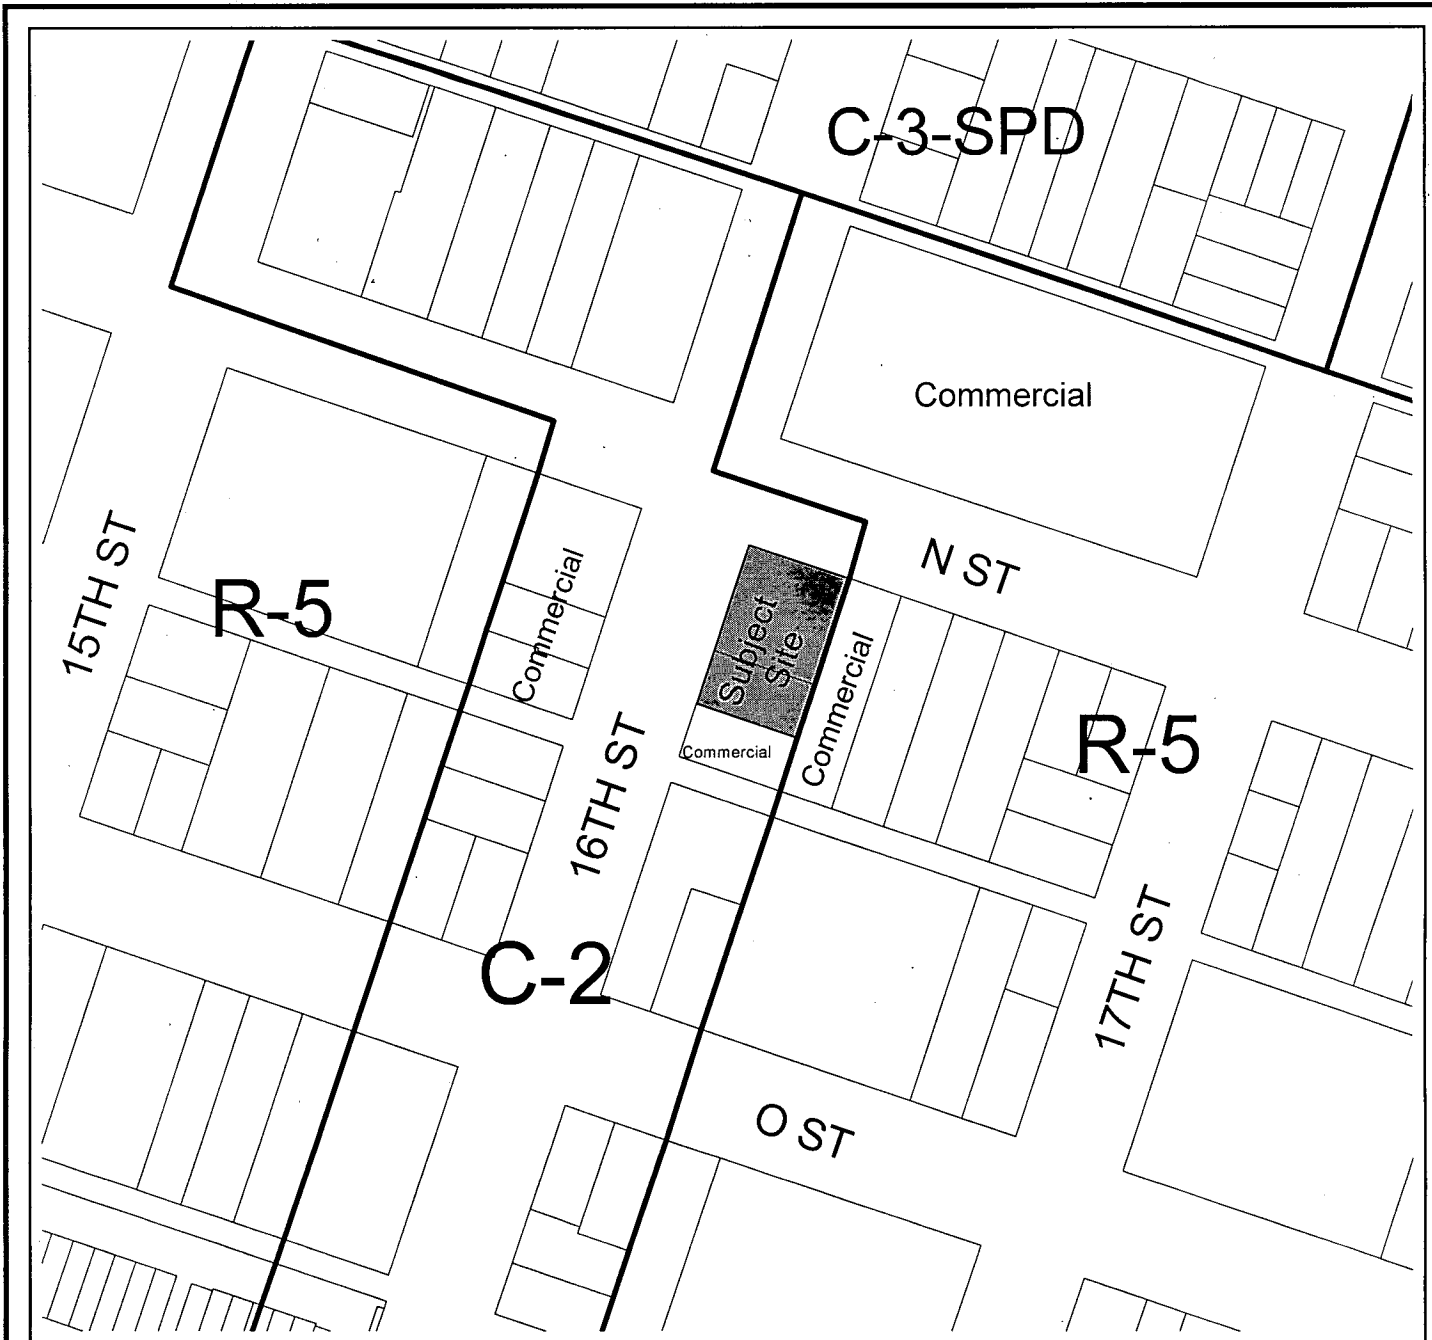 C-3-SPD
Commercial
N ST
15TH ST
R-5
Commercial
Subject
Site
Commercial
Commercial
R-5
16TH ST
C-2
17TH ST
O ST